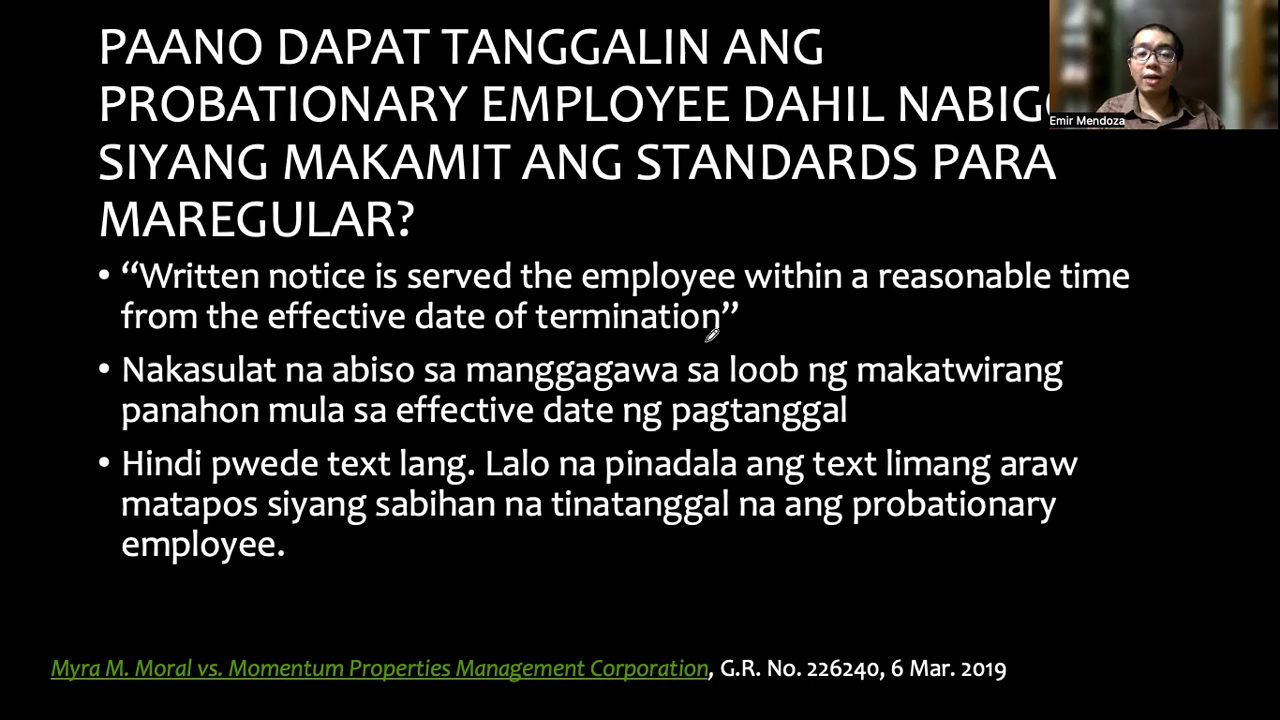 PAANO DAPAT TANGGALIN ANG
PROBATIONARY EMPLOYEE DAHIL
SIYANG MAKAMIT ANG STANDARDS PARA
MAREGULAR?
Emir Mendoza
• “Written notice is served the employee within a reasonable time
from the effective date of termination”
• Nakasulat na abiso sa manggagawa sa loob ng makatwirang
panahon mula sa effective date ng pagtanggal
• Hindi pwede text lang. Lalo na pinadala ang text limang araw
matapos siyang sabihan na tinatanggal na ang probationary
employee.
Myra M. Moral vs. Momentum Properties Management Corporation, G.R. No. 226240, 6 Mar. 2019